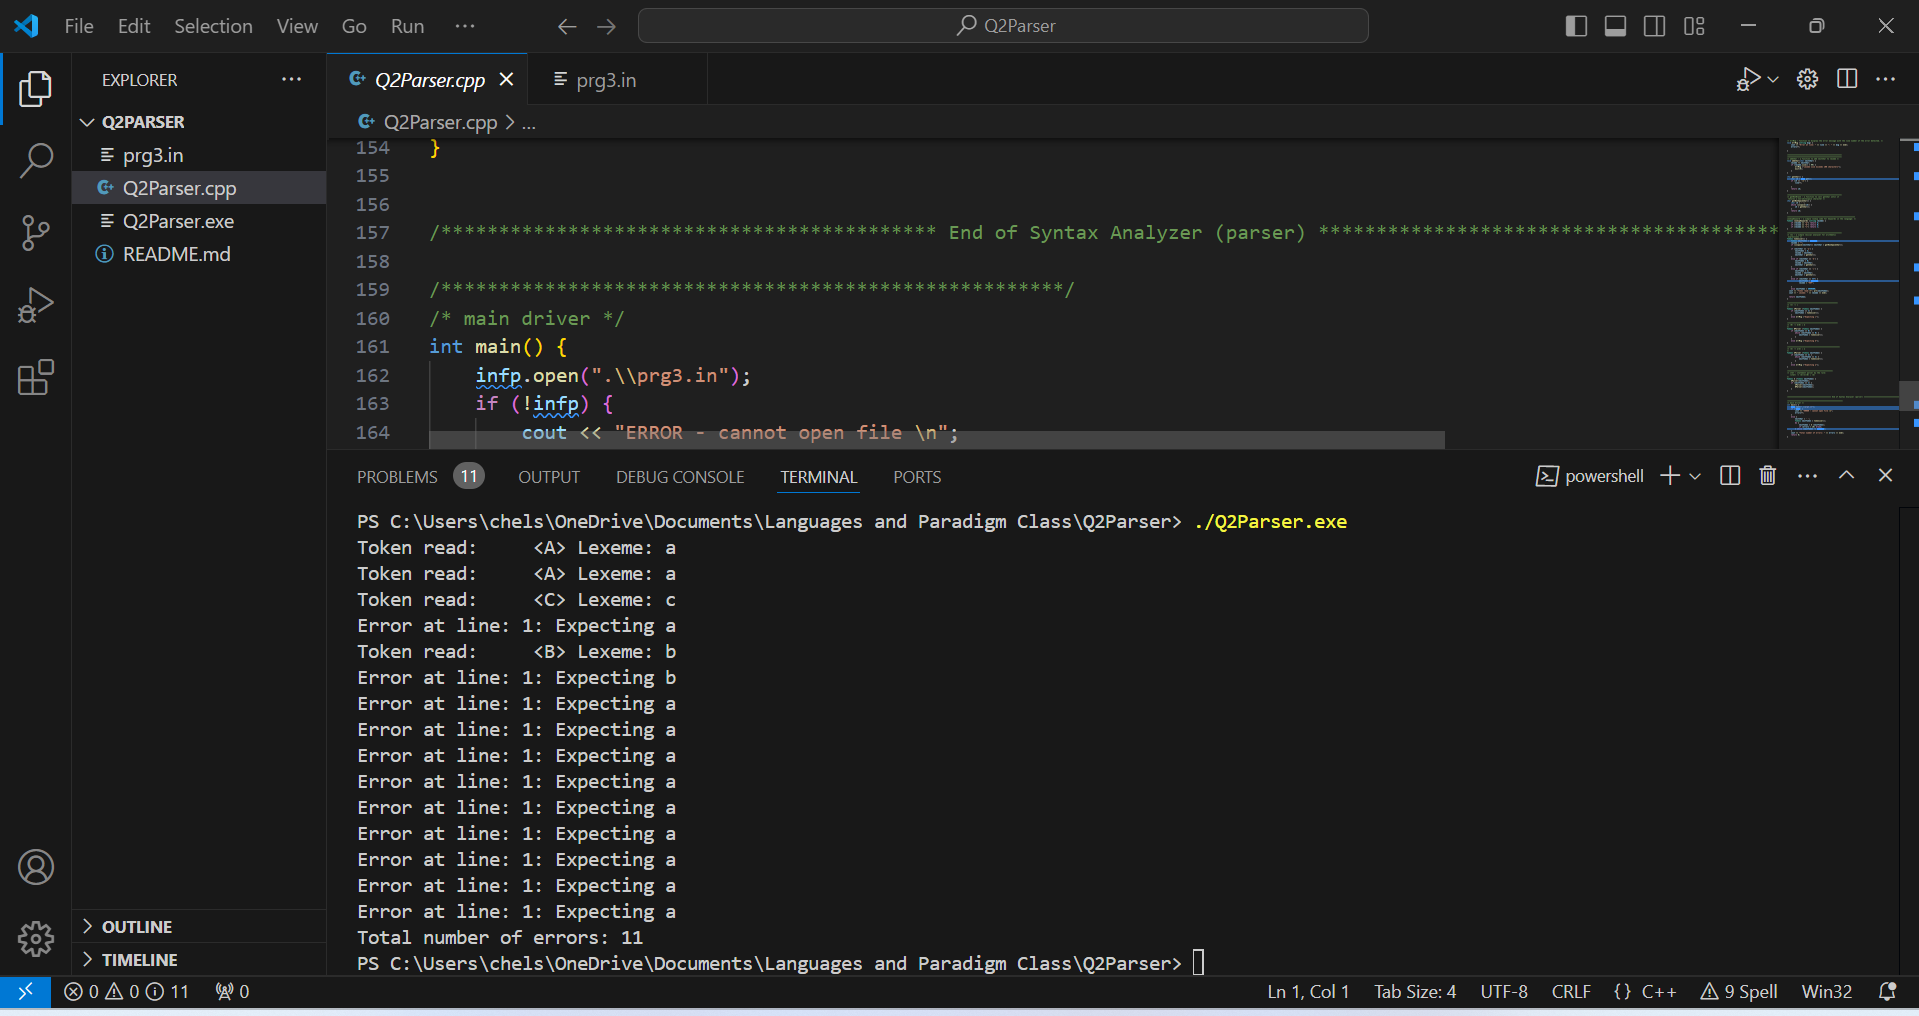 File Edit Selection View Go Run ...
Q2Parser
EXPLORER
Q2PARSER
prg3.in
Q2Parser.cpp
Q2Parser.exe
README.md
OUTLINE
TIMELINE
Q2Parser.cpp prg3.in
Q2Parser.cpp > ...
154 }
155
156
157 /******************************************* End of Syntax Analyzer (parser) ****************************************
158
159 /******************************************************/
160 /* main driver */
161 int main() {
162 infp.open(".\\prg3.in");
163 if (!infp) {
164 cout << "ERROR - cannot open file \n";
PROBLEMS 11 OUTPUT DEBUG CONSOLE TERMINAL PORTS powershell
PS C:\Users\chels\OneDrive\Documents\Languages and Paradigm Class\Q2Parser> ./Q2Parser.exe
Token read: <A> Lexeme: a
Token read: <A> Lexeme: a
Token read: <C> Lexeme: c
Error at line: 1: Expecting a
Token read: <B> Lexeme: b
Error at line: 1: Expecting b
Error at line: 1: Expecting a
Error at line: 1: Expecting a
Error at line: 1: Expecting a
Error at line: 1: Expecting a
Error at line: 1: Expecting a
Error at line: 1: Expecting a
Error at line: 1: Expecting a
Error at line: 1: Expecting a
Error at line: 1: Expecting a
Total number of errors: 11
PS C:\Users\chels\OneDrive\Documents\Languages and Paradigm Class\Q2Parser>
0 0 11 0 Ln 1, Col 1 Tab Size: 4 UTF-8 CRLF {} C++ 9 Spell Win32